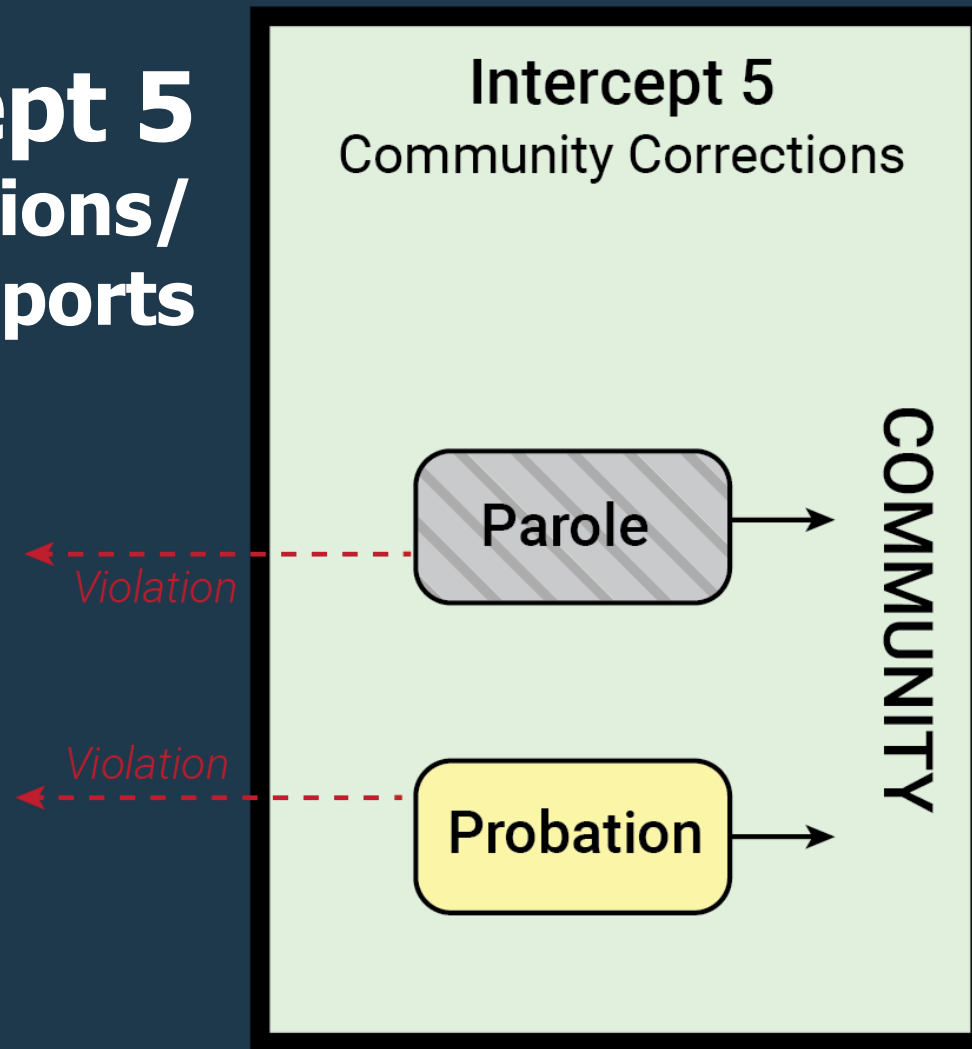 ept 5
ions/
ports
Intercept 5
Community Corrections
COMMUNITY
Parole
Violation
Violation
Probation